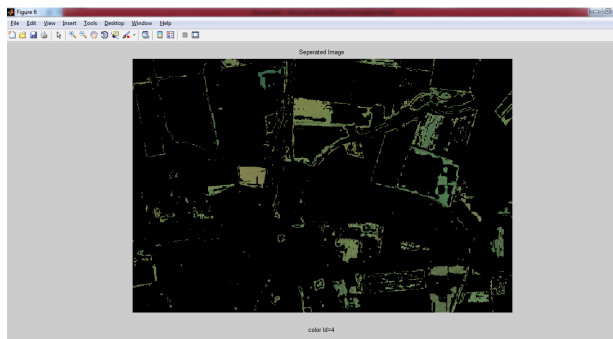 Figure 6
File Edit View Insert Tools Desktop Window Help
Seperated Image
color Id=4